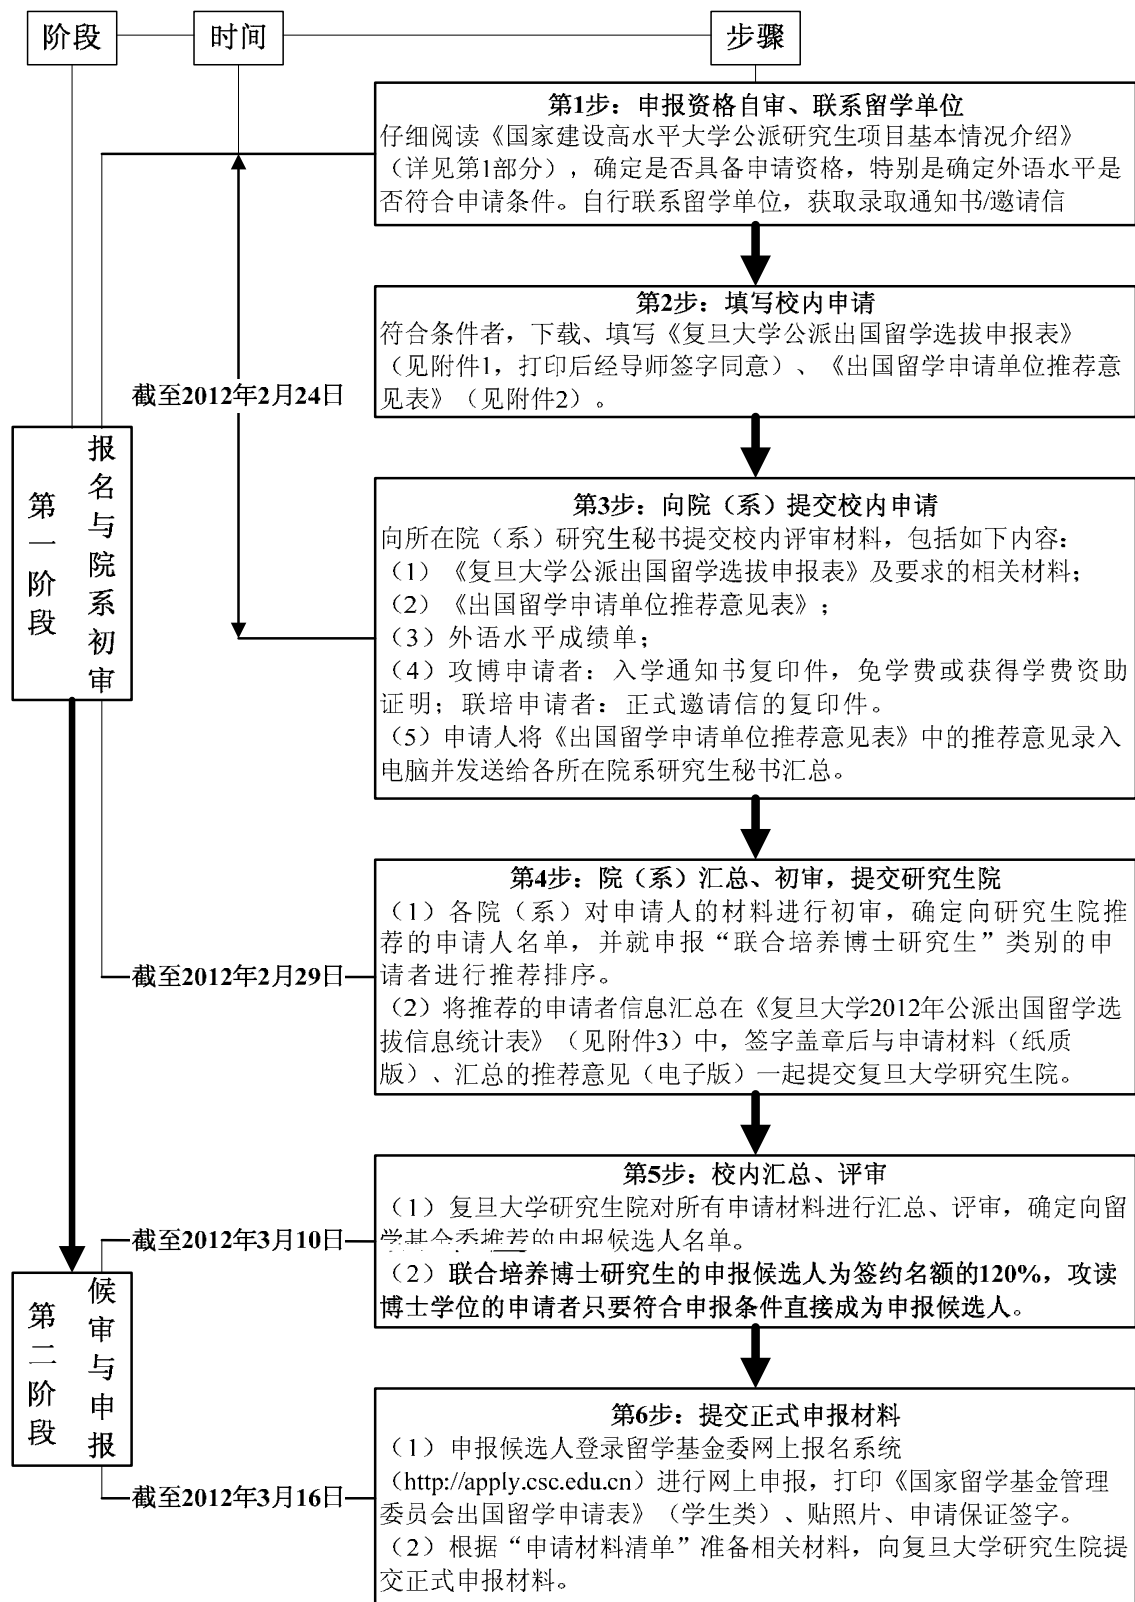 阶段
时间
步骤
第1步：申报资格自审、联系留学单位
仔细阅读《国家建设高水平大学公派研究生项目基本情况介绍》
（详见第1部分），确定是否具备申请资格，特别是确定外语水平是
否符合申请条件。自行联系留学单位，获取录取通知书/邀请信
第2步：填写校内申请
符合条件者，下载、填写《复旦大学公派出国留学选拔申报表》
（见附件1，打印后经导师签字同意）、《出国留学申请单位推荐意
见表》（见附件2）。
截至2012年2月24日
第一阶段
报名与院系初审
第3步：向院（系）提交校内申请
向所在院（系）研究生秘书提交校内评审材料，包括如下内容：
（1）《复旦大学公派出国留学选拔申报表》及要求的相关材料；
（2）《出国留学申请单位推荐意见表》；
（3）外语水平成绩单；
（4）攻博申请者：入学通知书复印件，免学费或获得学费资助
证明；联培申请者：正式邀请信的复印件。
（5）申请人将《出国留学申请单位推荐意见表》中的推荐意见录入
电脑并发送给各所在院系研究生秘书汇总。
第4步：院（系）汇总、初审，提交研究生院
（1）各院（系）对申请人的材料进行初审，确定向研究生院推
荐的申请人名单，并就申报“联合培养博士研究生”类别的申
请者进行推荐排序。
（2）将推荐的申请者信息汇总在《复旦大学2012年公派出国留学选
拔信息统计表》（见附件3）中，签字盖章后与申请材料（纸质
版）、汇总的推荐意见（电子版）一起提交复旦大学研究生院。
截至2012年2月29日
第5步：校内汇总、评审
（1）复旦大学研究生院对所有申请材料进行汇总、评审，确定向留
学基金委推荐的申报候选人名单。
（2）联合培养博士研究生的申报候选人为签约名额的120%，攻读
博士学位的申请者只要符合申报条件直接成为申报候选人。
截至2012年3月10日
第二阶段
候审与申报
第6步：提交正式申报材料
（1）申报候选人登录留学基金委网上报名系统
（http://apply.csc.edu.cn）进行网上申报，打印《国家留学基金管理
委员会出国留学申请表》（学生类）、贴照片、申请保证签字。
（2）根据“申请材料清单”准备相关材料，向复旦大学研究生院提
交正式申报材料。
截至2012年3月16日